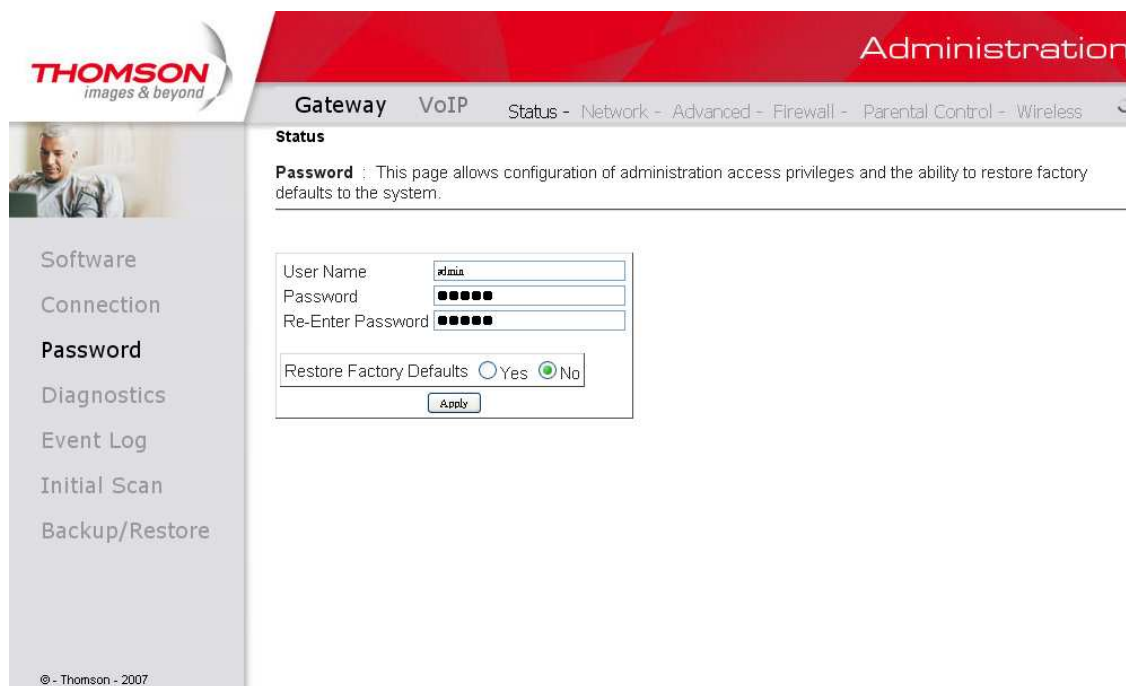 THOMSON
images & beyond
Administration
Gateway VoIP Status - Network - Advanced - Firewall - Parental Control - Wireless
Status
Password : This page allows configuration of administration access privileges and the ability to restore factory
defaults to the system.
Software
Connection
Password
Diagnostics
Event Log
Initial Scan
Backup/Restore
User Name admin
Password ●●●●●
Re-Enter Password ●●●●●
Restore Factory Defaults Yes No
Apply
© - Thomson - 2007